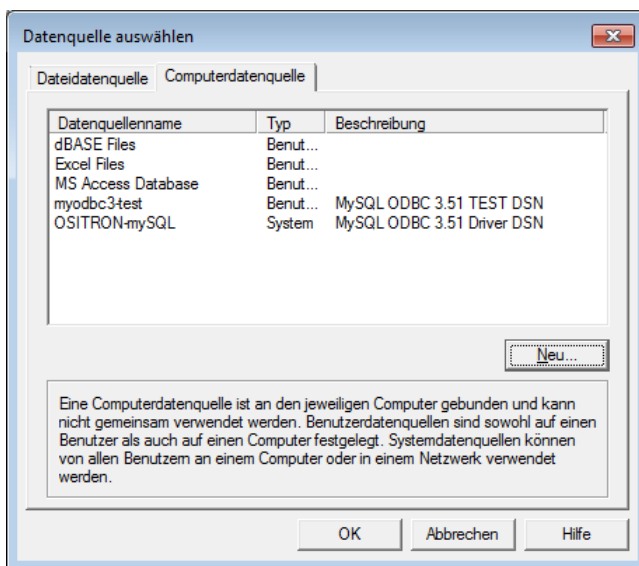 Datenquelle auswählen
Dateidatenquelle Computerdatenquelle
Datenquellenname Typ Beschreibung
dBASE Files Benut...
Excel Files Benut...
MS Access Database Benut...
myodbc3-test Benut... MySQL ODBC 3.51 TEST DSN
OSITRON-mySQL System MySQL ODBC 3.51 Driver DSN
Neu...
Eine Computerdatenquelle ist an den jeweiligen Computer gebunden und kann
nicht gemeinsam verwendet werden. Benutzerdatenquellen sind sowohl auf einen
Benutzer als auch auf einen Computer festgelegt. Systemdatenquellen können
von allen Benutzern an einem Computer oder in einem Netzwerk verwendet
werden.
OK Abbrechen Hilfe